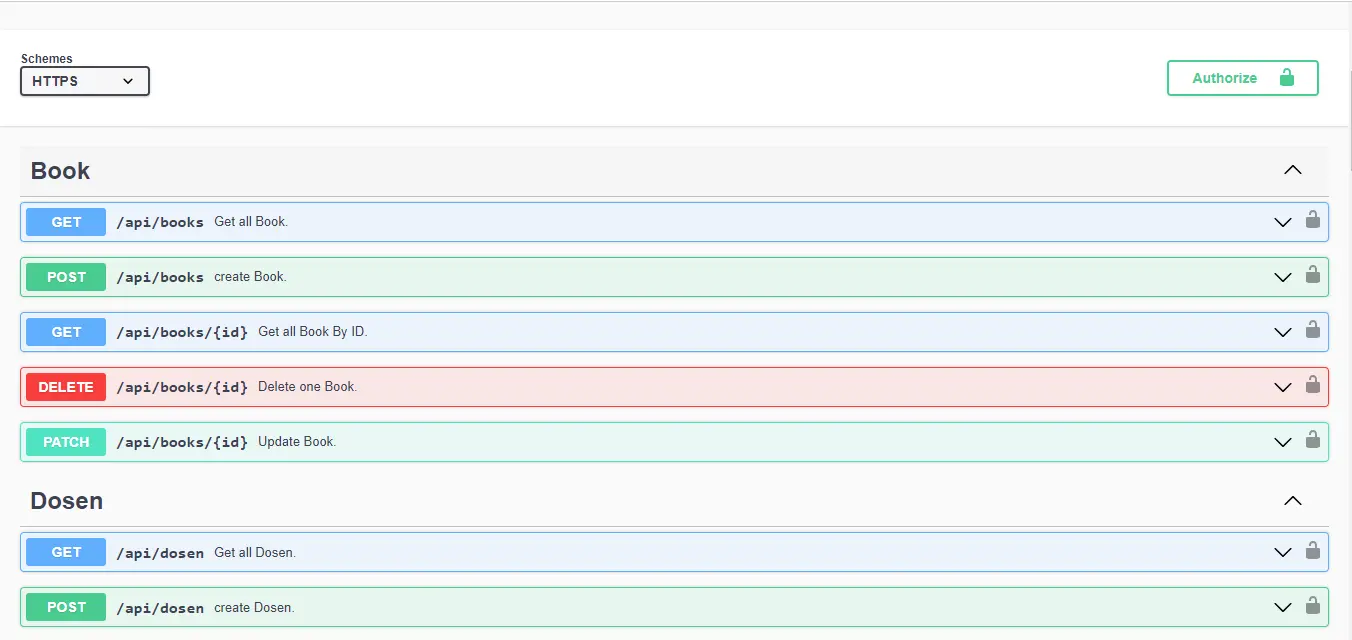 Schemes
HTTPS
Authorize
Book
GET /api/books Get all Book.
POST /api/books create Book.
GET /api/books/{id} Get all Book By ID.
DELETE /api/books/{id} Delete one Book.
PATCH /api/books/{id} Update Book.
Dosen
GET /api/dosen Get all Dosen.
POST /api/dosen create Dosen.